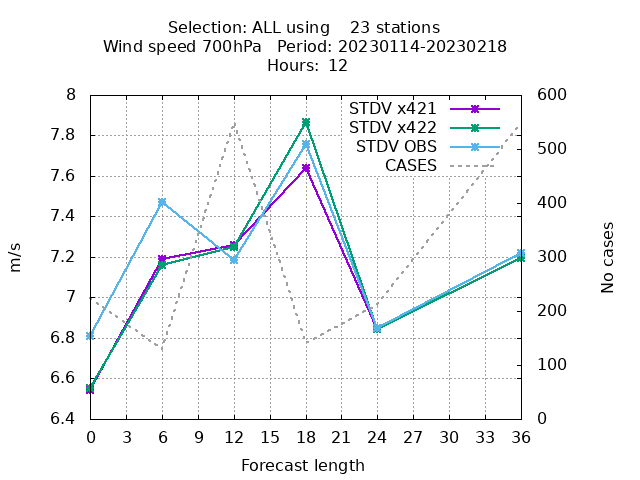 Selection: ALL using    23 stations
Wind speed 700hPa   Period: 20230114-20230218
Hours:  12
8
7.8
7.6
7.4
7.2
7
6.8
6.6
6.4
m/s
600
500
400
300
200
100
0
No cases
STDV x421
STDV x422
STDV OBS
CASES
0 3 6 9 12 15 18 21 24 27 30 33 36
Forecast length